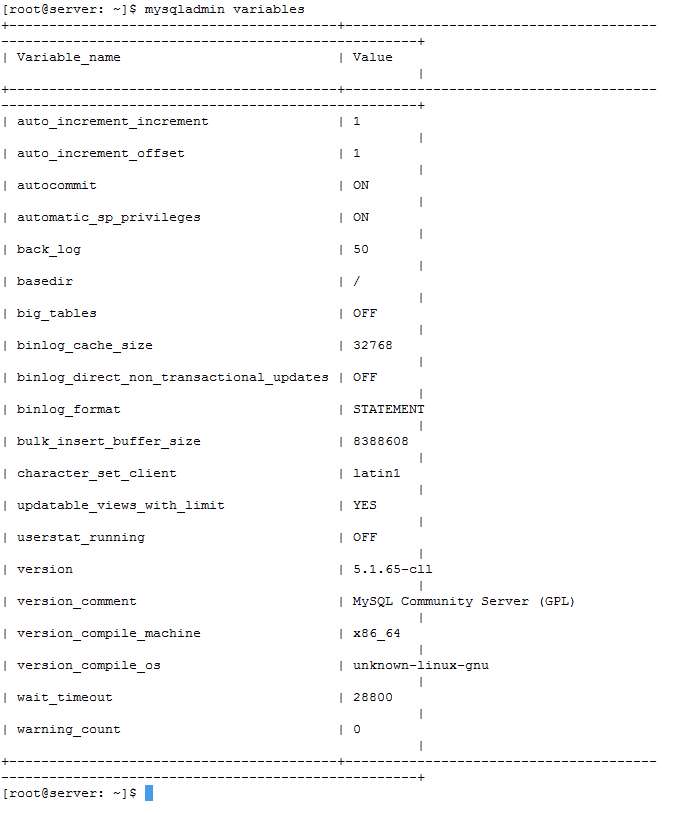 [root@server: ~]$ mysqladmin variables
+-----------------------------------------+---------------------------------------
----------------------------------------------------+
| Variable_name                           | Value
                                                    |
+-----------------------------------------+---------------------------------------
----------------------------------------------------+
| auto_increment_increment                | 1
                                                    |
| auto_increment_offset                   | 1
                                                    |
| autocommit                              | ON
                                                    |
| automatic_sp_privileges                 | ON
                                                    |
| back_log                                | 50
                                                    |
| basedir                                 | /
                                                    |
| big_tables                              | OFF
                                                    |
| binlog_cache_size                       | 32768
                                                    |
| binlog_direct_non_transactional_updates | OFF
                                                    |
| binlog_format                           | STATEMENT
                                                    |
| bulk_insert_buffer_size                 | 8388608
                                                    |
| character_set_client                    | latin1
                                                    |
| updatable_views_with_limit              | YES
                                                    |
| userstat_running                        | OFF
                                                    |
| version                                 | 5.1.65-cll
                                                    |
| version_comment                         | MySQL Community Server (GPL)
                                                    |
| version_compile_machine                 | x86_64
                                                    |
| version_compile_os                      | unknown-linux-gnu
                                                    |
| wait_timeout                            | 28800
                                                    |
| warning_count                           | 0
                                                    |
+-----------------------------------------+---------------------------------------
----------------------------------------------------+
[root@server: ~]$